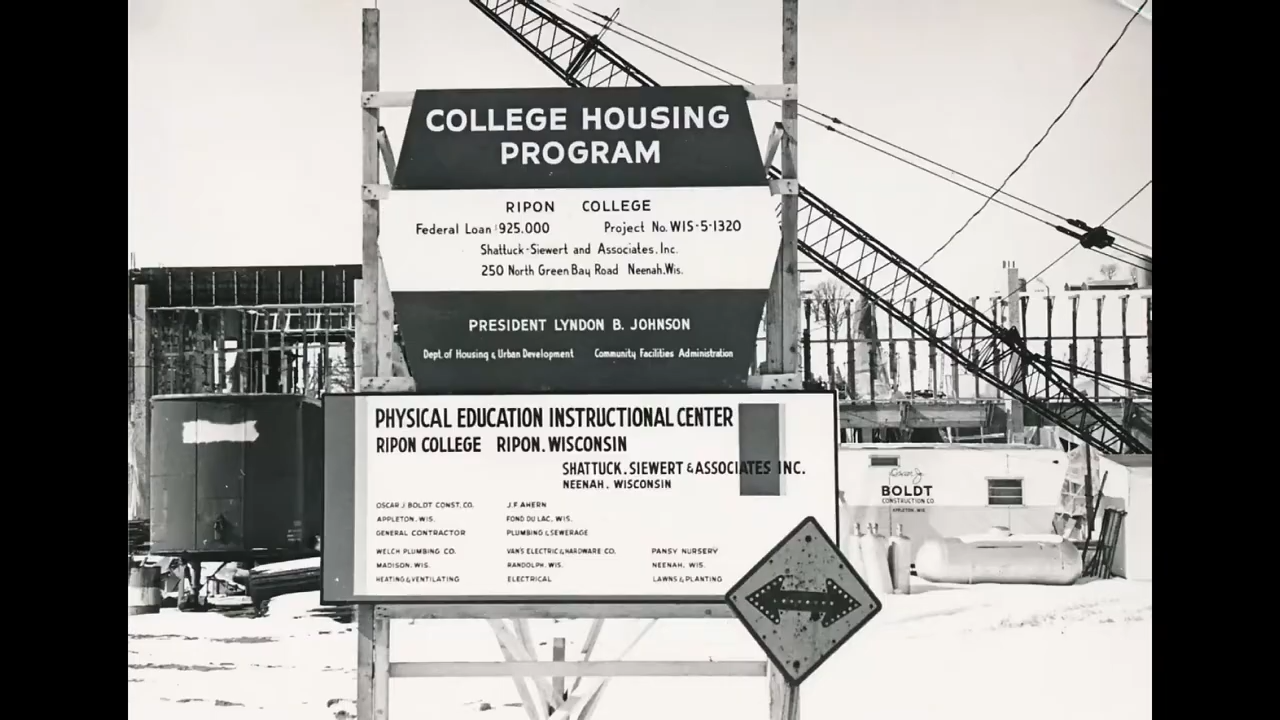 COLLEGE HOUSING
PROGRAM
RIPON COLLEGE
Federal Loan $925.000 Project No. WIS-5-1320
Shattuck-Siewert and Associates, Inc.
250 North Green Bay Road Neenah, Wis.
PRESIDENT LYNDON B. JOHNSON
Dept. of Housing & Urban Development Community Facilities Administration
PHYSICAL EDUCATION INSTRUCTIONAL CENTER
RIPON COLLEGE RIPON, WISCONSIN
SHATTUCK, SIEWERT & ASSOCIATES INC.
NEENAH, WISCONSIN
OSCAR J. BOLDT CONST. CO.
APPLETON, WIS.
GENERAL CONTRACTOR
J.F. AHERN
FOND DU LAC, WIS.
PLUMBING & SEWERAGE
WELCH PLUMBING CO.
MADISON, WIS.
HEATING & VENTILATING
VAN'S ELECTRIC & HARDWARE CO.
RANDOLPH, WIS.
ELECTRICAL
PANSY NURSERY
NEENAH, WIS.
LAWNS & PLANTING
Oscar J.
BOLDT
CONSTRUCTION CO.
APPLETON, WIS.